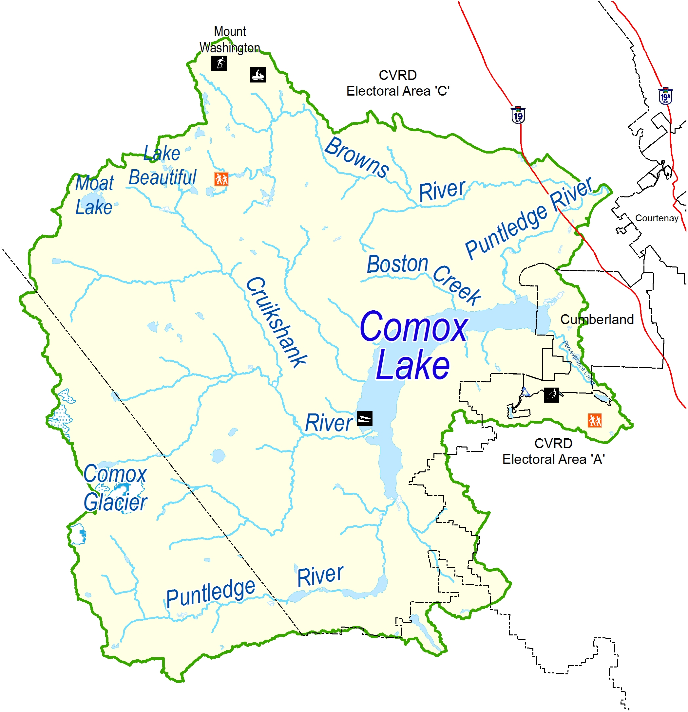 Mount
Washington
CVRD
Electoral Area 'C'
19
19A
Lake
Beautiful
Moat
Lake
Browns
River
Puntledge River
Courtenay
Boston Creek
Cruikshank
River
Comox
Lake
Cumberland
CVRD
Electoral Area 'A'
Comox
Glacier
Puntledge River